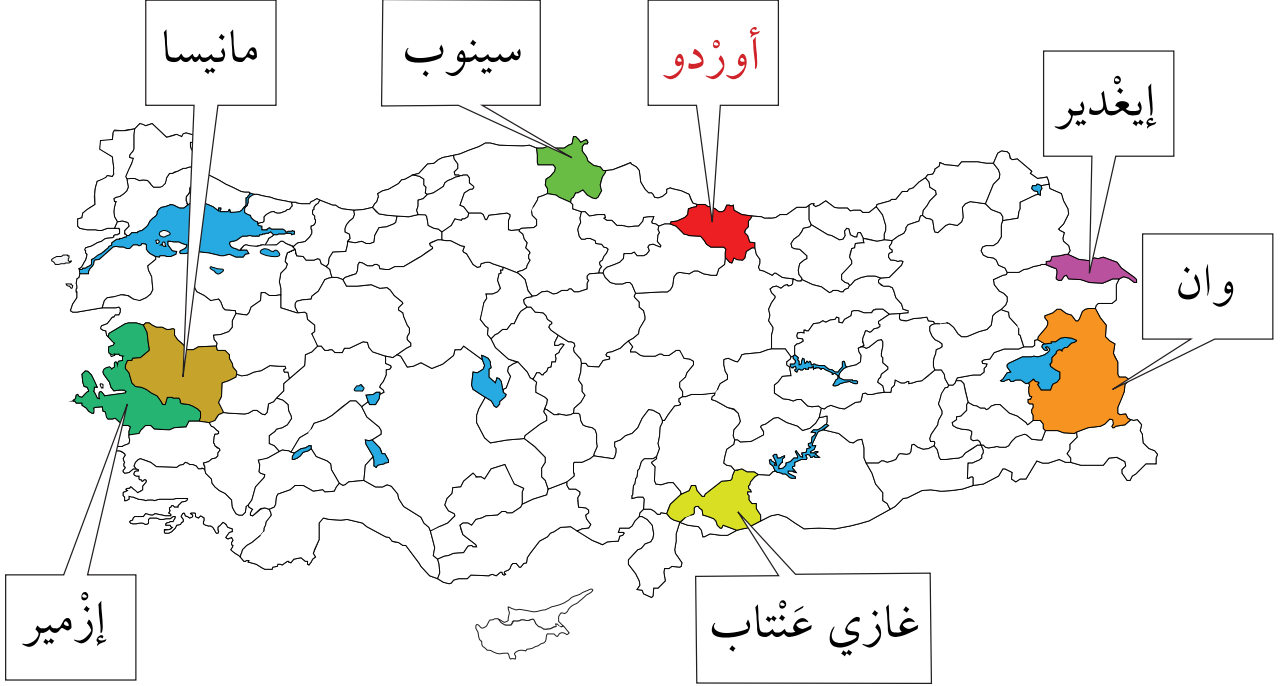 مانيسا
سينوب
أورْدو
إيغْدير
وان
إزْمير
غازي عَنْتاب